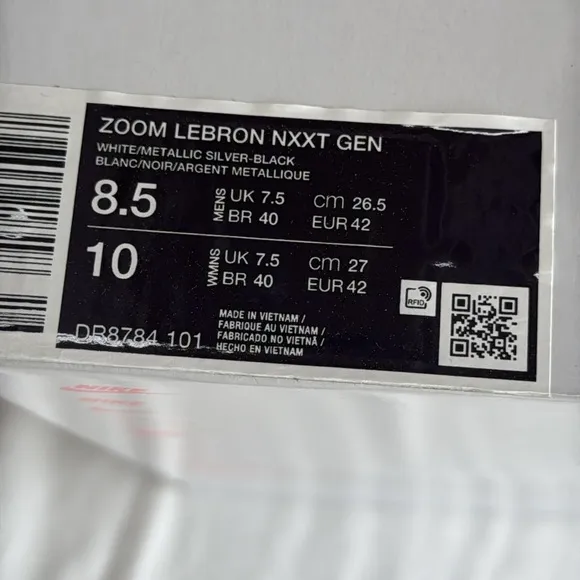 ZOOM LEBRON NXXT GEN
WHITE/METALLIC SILVER-BLACK
BLANC/NOIR/ARGENT METALLIQUE
8.5 MENS UK 7.5 cm 26.5
BR 40 EUR 42
10 WMNS UK 7.5 cm 27
BR 40 EUR 42
RFID
MADE IN VIETNAM /
FABRIQUE AU VIETNAM /
FABRICADO NO VIETNÃ /
HECHO EN VIETNAM
DR8784 101
NIKE